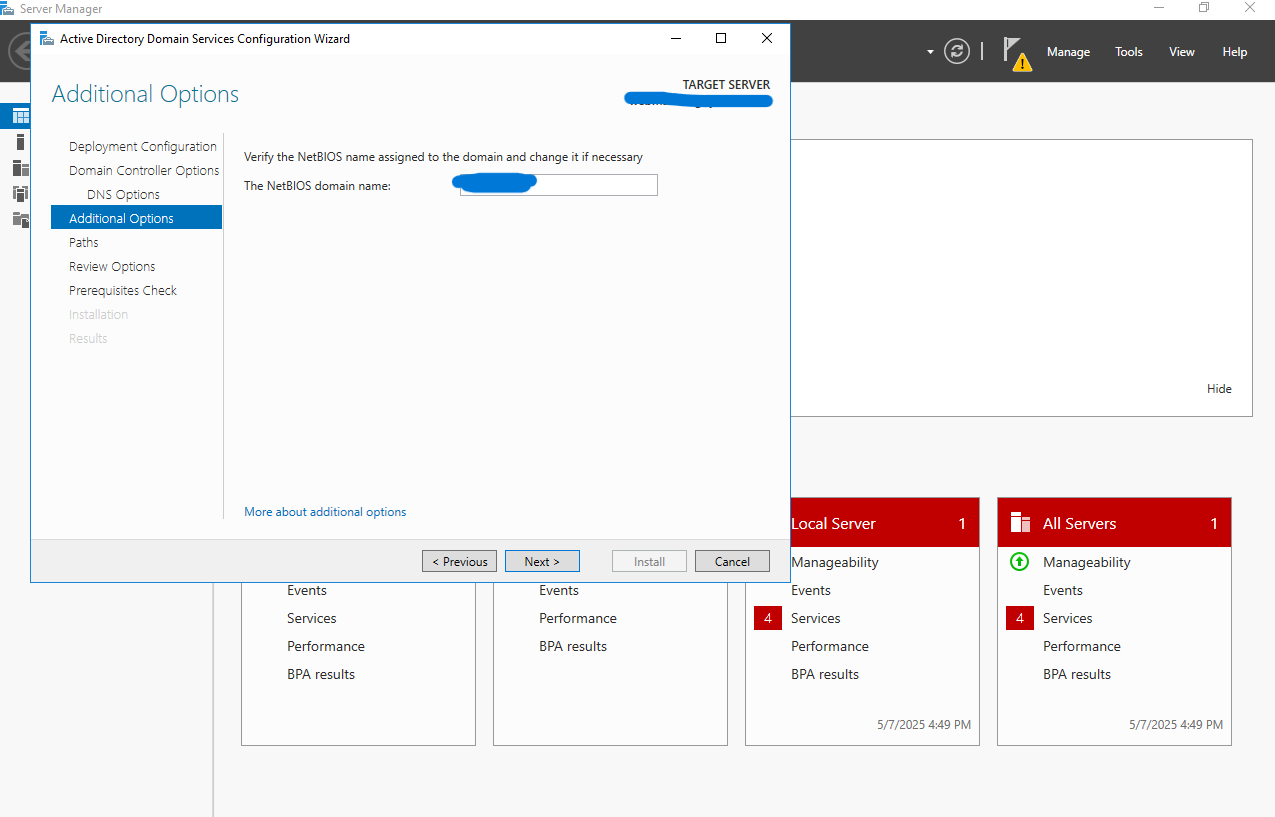 Server Manager
Active Directory Domain Services Configuration Wizard
Manage Tools View Help
Additional Options
TARGET SERVER
Deployment Configuration
Domain Controller Options
DNS Options
Additional Options
Paths
Review Options
Prerequisites Check
Installation
Results
Verify the NetBIOS name assigned to the domain and change it if necessary
The NetBIOS domain name:
More about additional options
< Previous
Next >
Install
Cancel
Hide
Events
Services
Performance
BPA results
Events
Performance
BPA results
Local Server 1
Manageability
Events
4 Services
Performance
BPA results
5/7/2025 4:49 PM
All Servers 1
Manageability
Events
4 Services
Performance
BPA results
5/7/2025 4:49 PM